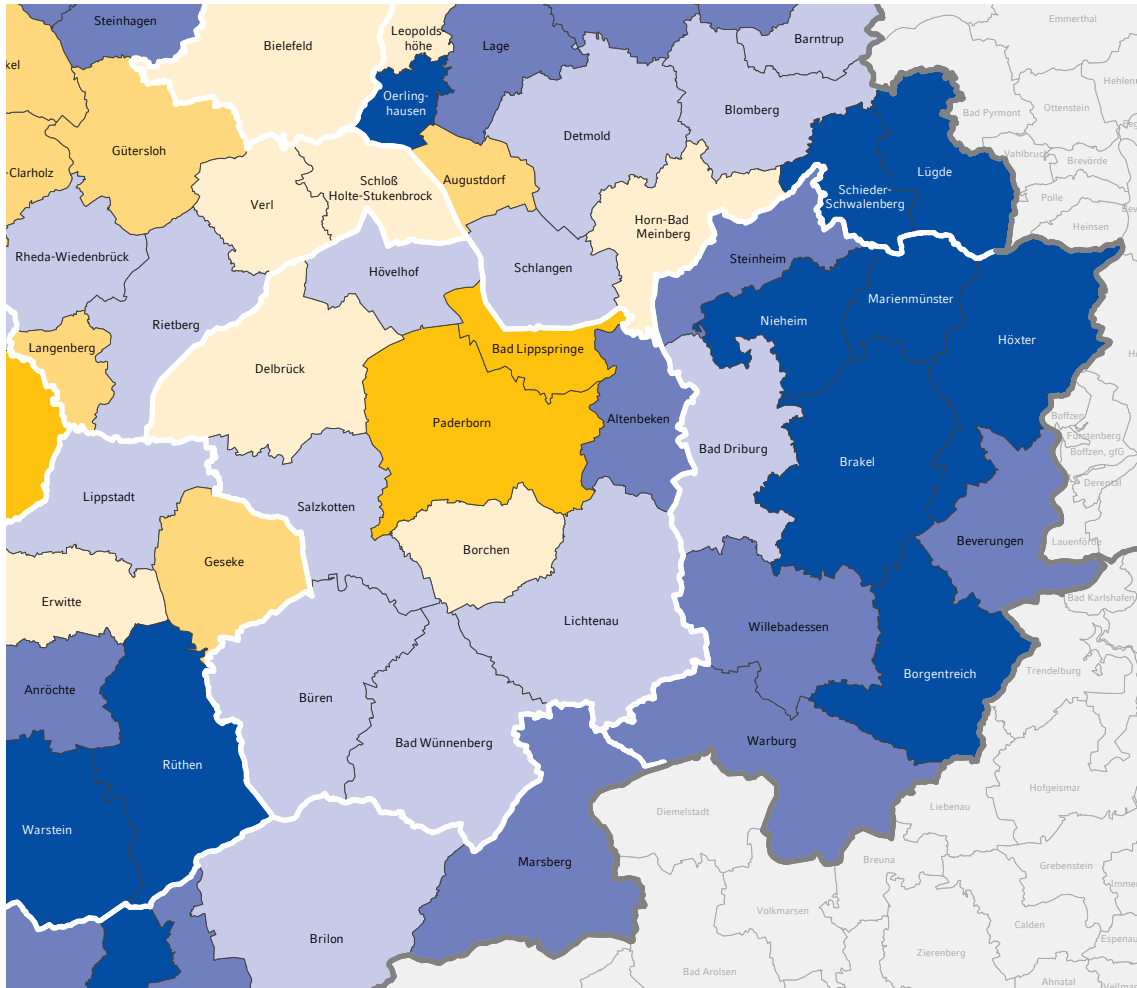 Steinhagen
Bielefeld
Leopolds
höhe
Lage
Barntrup
Emmerthal
kel
Oerling-
hausen
Detmold
Blomberg
Bad Pyrmont
Ottenstein
Gütersloh
Vahlbruch
Brevörde
-Clarholz
Verl
Schloß
Holte-Stukenbrock
Augustdorf
Lügde
Schieder-
Schwalenberg
Polle
Heinsen
Horn-Bad
Meinberg
Rheda-Wiedenbrück
Hövelhof
Schlangen
Steinheim
Marienmünster
Rietberg
Nieheim
Höxter
Langenberg
Bad Lippspringe
Delbrück
Paderborn
Altenbeken
Boffzen
Fürstenberg
Boffzen, gfG
Bad Driburg
Brakel
Derental
Lippstadt
Salzkotten
Beverungen
Lauenförde
Borchen
Geseke
Erwitte
Bad Karlshafen
Lichtenau
Willebadessen
Trendelburg
Borgentreich
Anröchte
Büren
Bad Wünnenberg
Warburg
Rüthen
Hofgeismar
Liebenau
Diemelstadt
Warstein
Marsberg
Breuna
Grebenstein
Volkmarsen
Calden
Brilon
Zierenberg
Bad Arolsen
Ahnatal